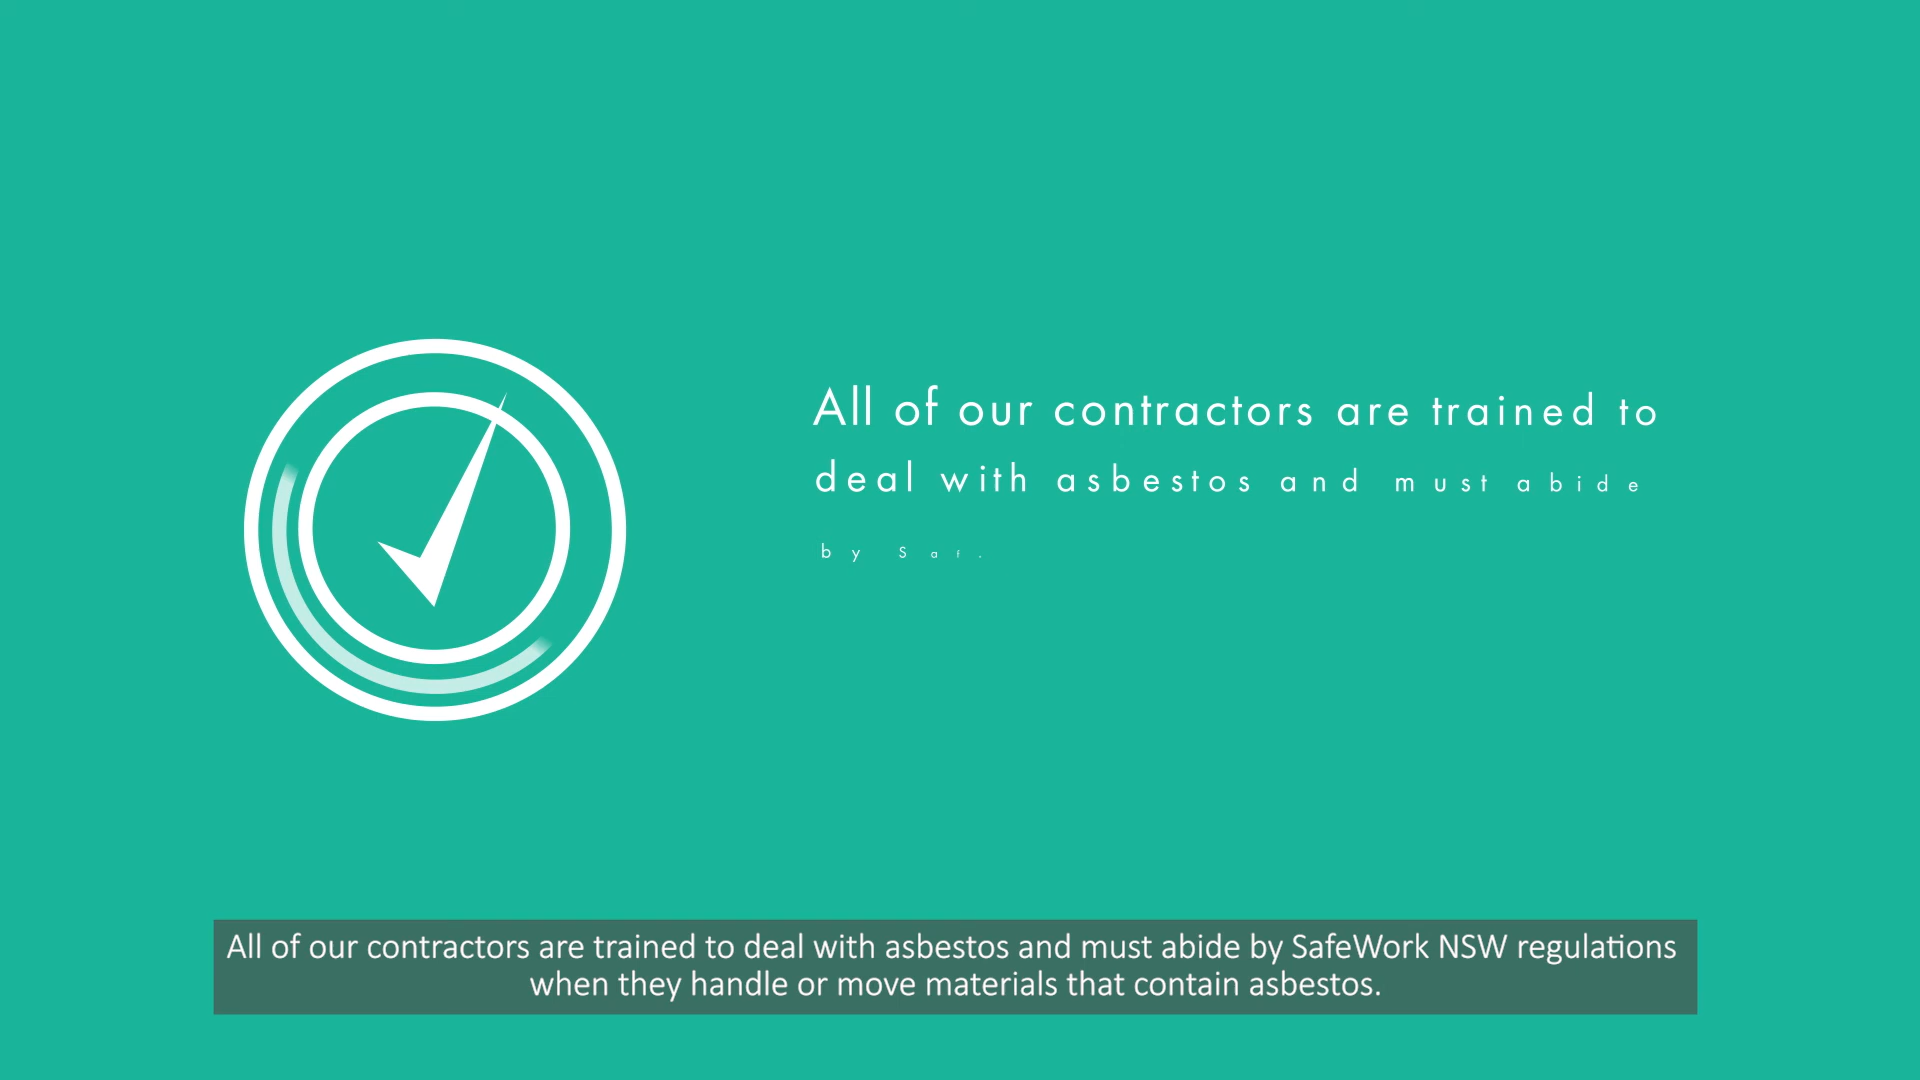 All of our contractors are trained to
deal with asbestos and must abide
by Saf.
All of our contractors are trained to deal with asbestos and must abide by SafeWork NSW regulations
when they handle or move materials that contain asbestos.